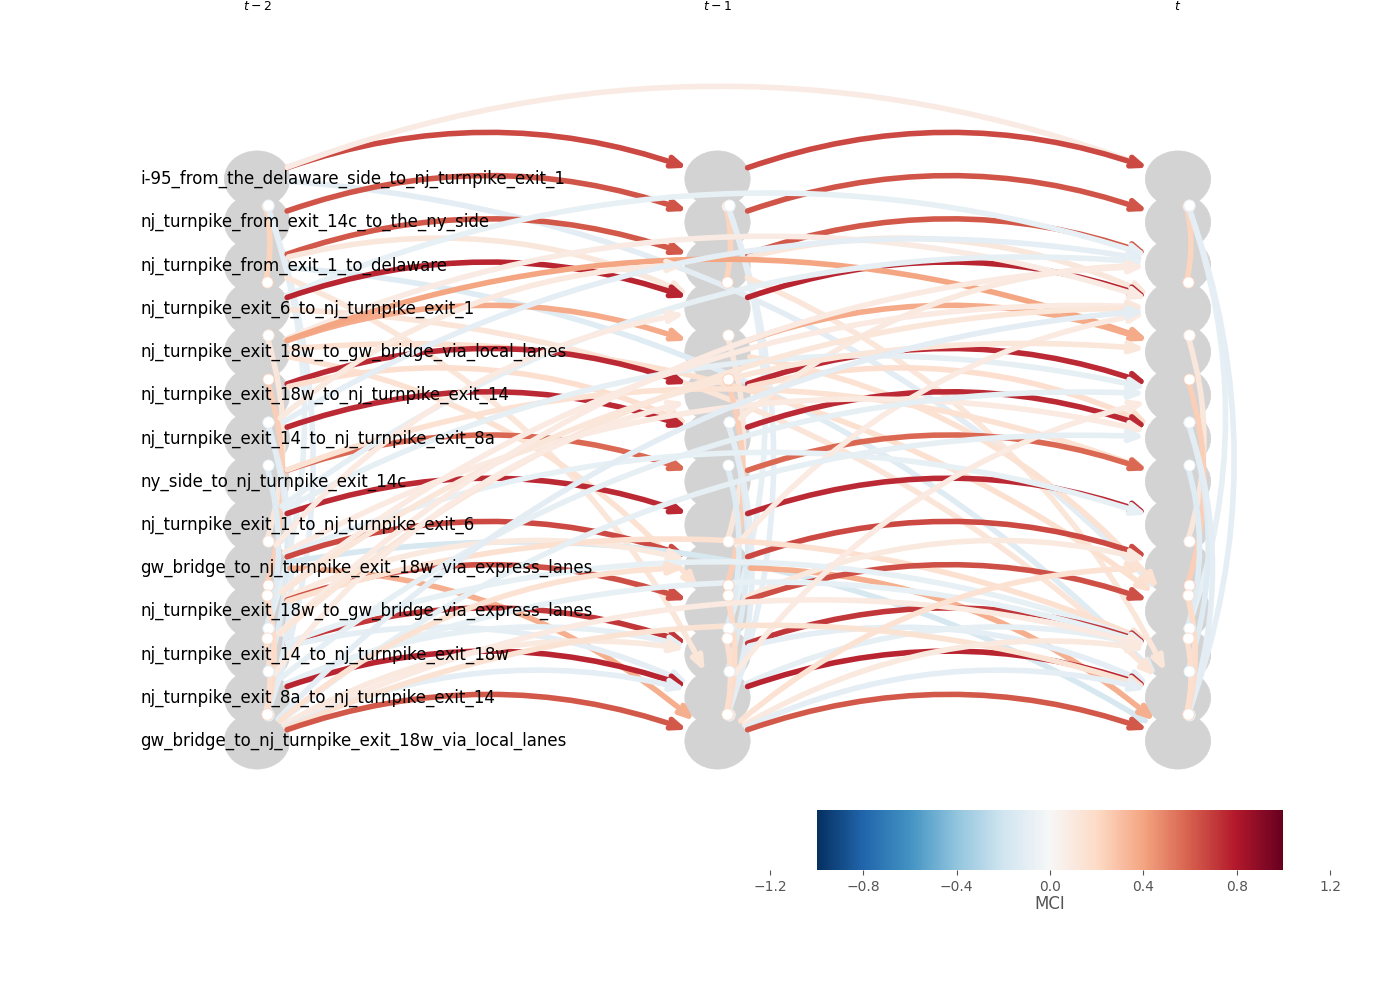 t − 2 t − 1 t
i-95_from_the_delaware_side_to_nj_turnpike_exit_1
nj_turnpike_from_exit_14c_to_the_ny_side
nj_turnpike_from_exit_1_to_delaware
nj_turnpike_exit_6_to_nj_turnpike_exit_1
nj_turnpike_exit_18w_to_gw_bridge_via_local_lanes
nj_turnpike_exit_18w_to_nj_turnpike_exit_14
nj_turnpike_exit_14_to_nj_turnpike_exit_8a
ny_side_to_nj_turnpike_exit_14c
nj_turnpike_exit_1_to_nj_turnpike_exit_6
gw_bridge_to_nj_turnpike_exit_18w_via_express_lanes
nj_turnpike_exit_18w_to_gw_bridge_via_express_lanes
nj_turnpike_exit_14_to_nj_turnpike_exit_18w
nj_turnpike_exit_8a_to_nj_turnpike_exit_14
gw_bridge_to_nj_turnpike_exit_18w_via_local_lanes
−1.2 −0.8 −0.4 0.0 0.4 0.8 1.2
MCI